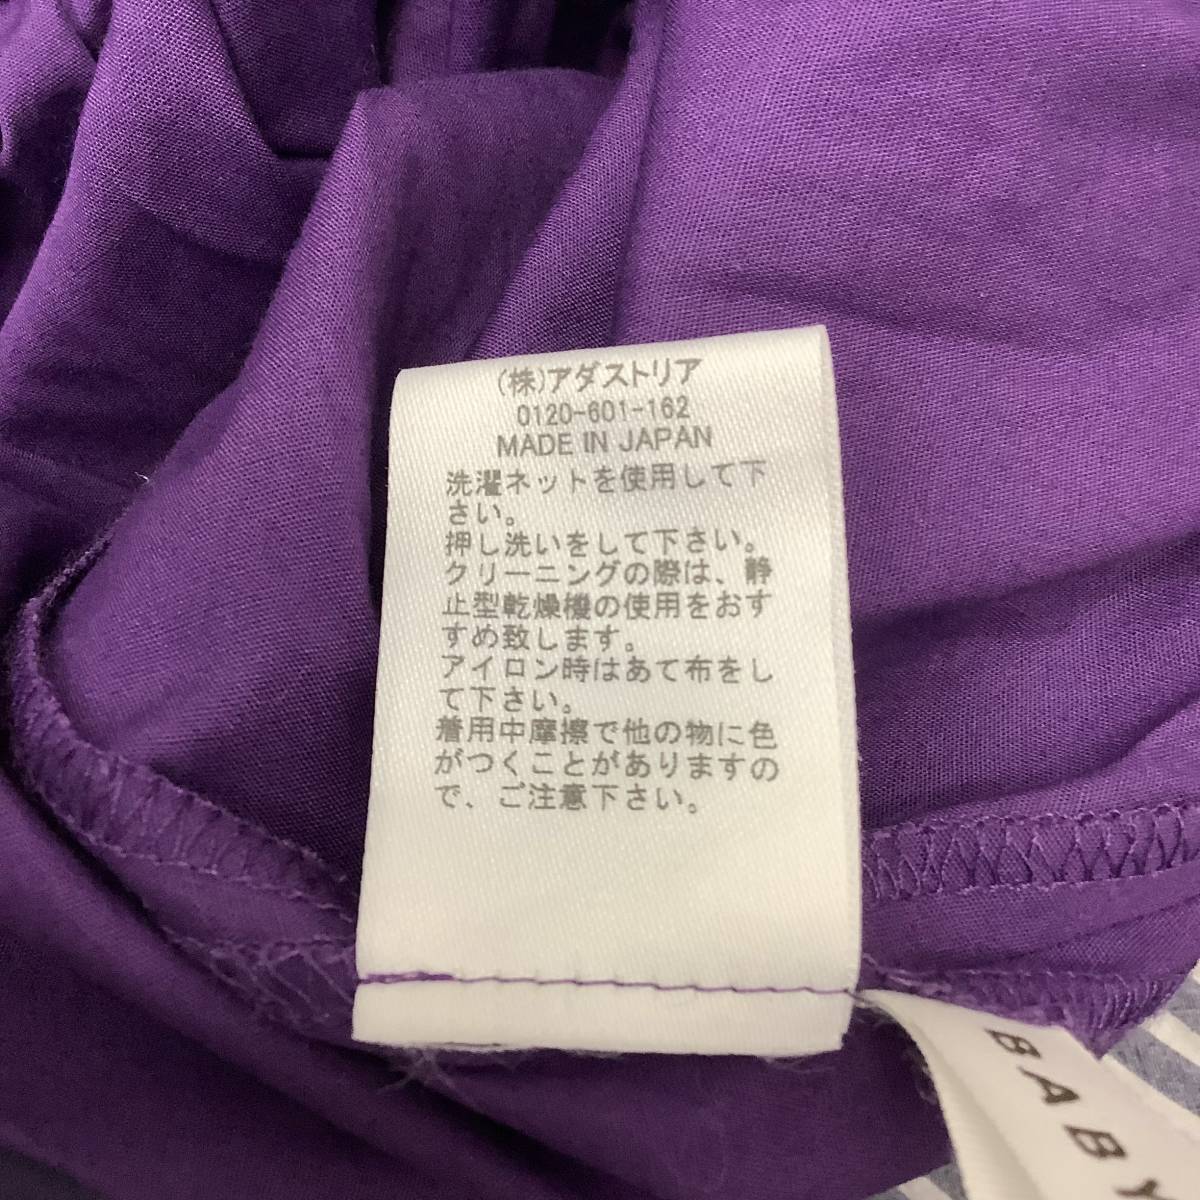 (株)アダストリア
0120-601-162
MADE IN JAPAN
洗濯ネットを使用して下
さい。
押し洗いをして下さい。
クリーニングの際は、静
止型乾燥機の使用をおす
すめ致します。
アイロン時はあて布をし
て下さい。
着用中摩擦で他の物に色
がつくことがありますの
で、ご注意下さい。
BABY